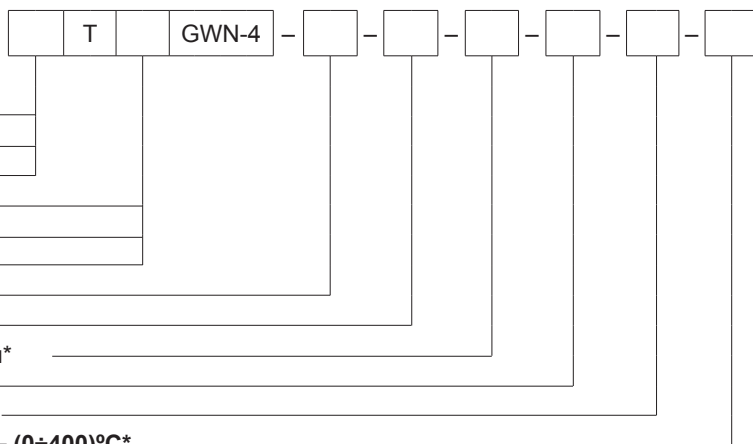 T GWN-4 – – – – – –
*
(0÷400)ºC*